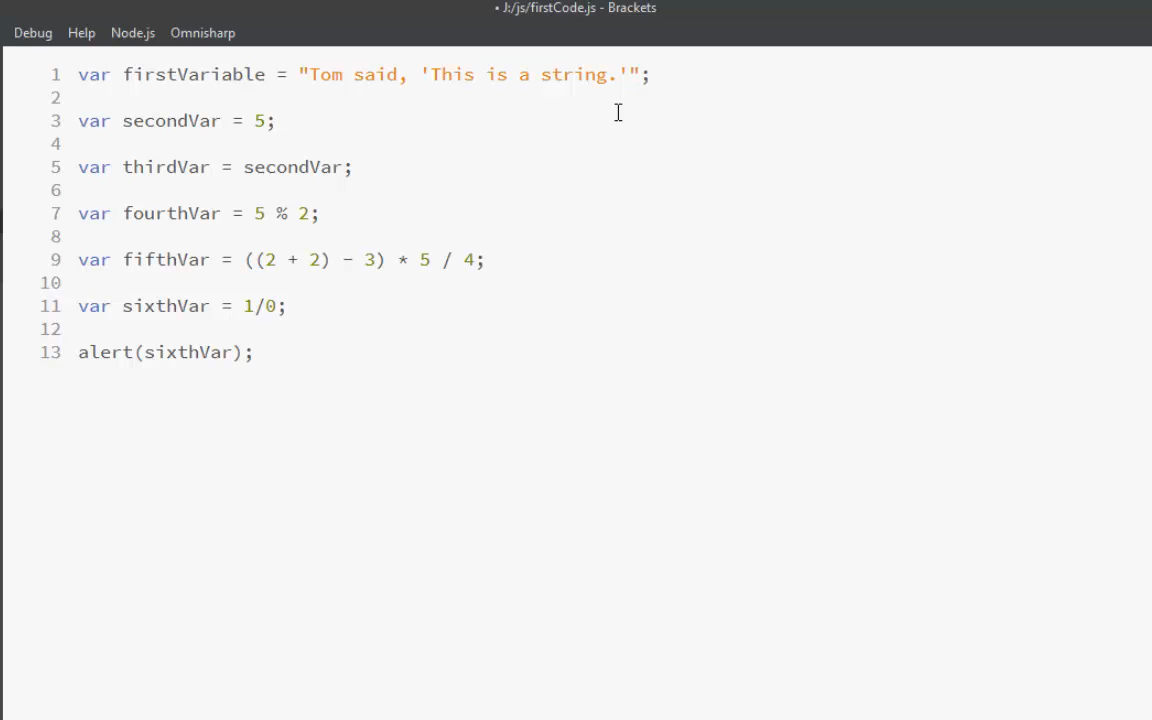 • J:/js/firstCode.js - Brackets
Debug Help Node.js Omnisharp
1 var firstVariable = "Tom said, 'This is a string.'";
2
3 var secondVar = 5;
4
5 var thirdVar = secondVar;
6
7 var fourthVar = 5 % 2;
8
9 var fifthVar = ((2 + 2) - 3) * 5 / 4;
10
11 var sixthVar = 1/0;
12
13 alert(sixthVar);